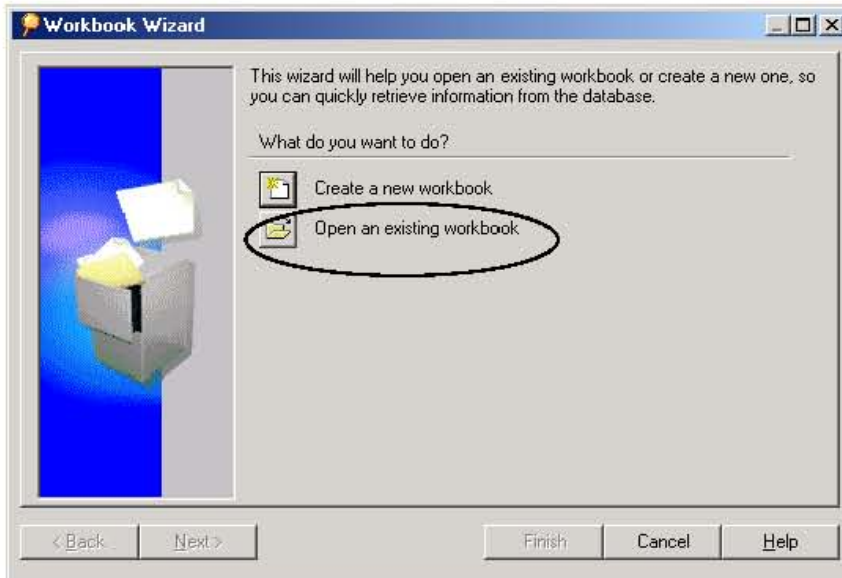 Workbook Wizard
This wizard will help you open an existing workbook or create a new one, so
you can quickly retrieve information from the database.
What do you want to do?
Create a new workbook
Open an existing workbook
< Back
Next >
Finish
Cancel
Help